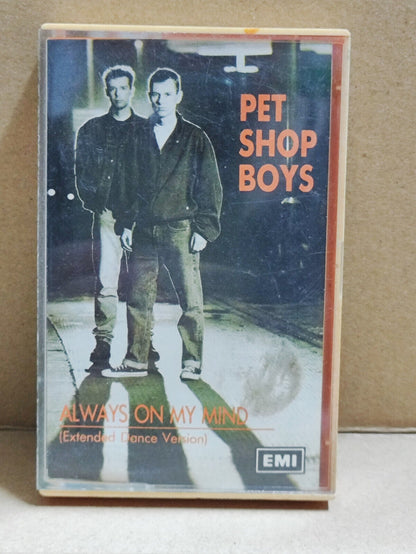 PET
SHOP
BOYS
ALWAYS ON MY MIND
(Extended Dance Version)
EMI